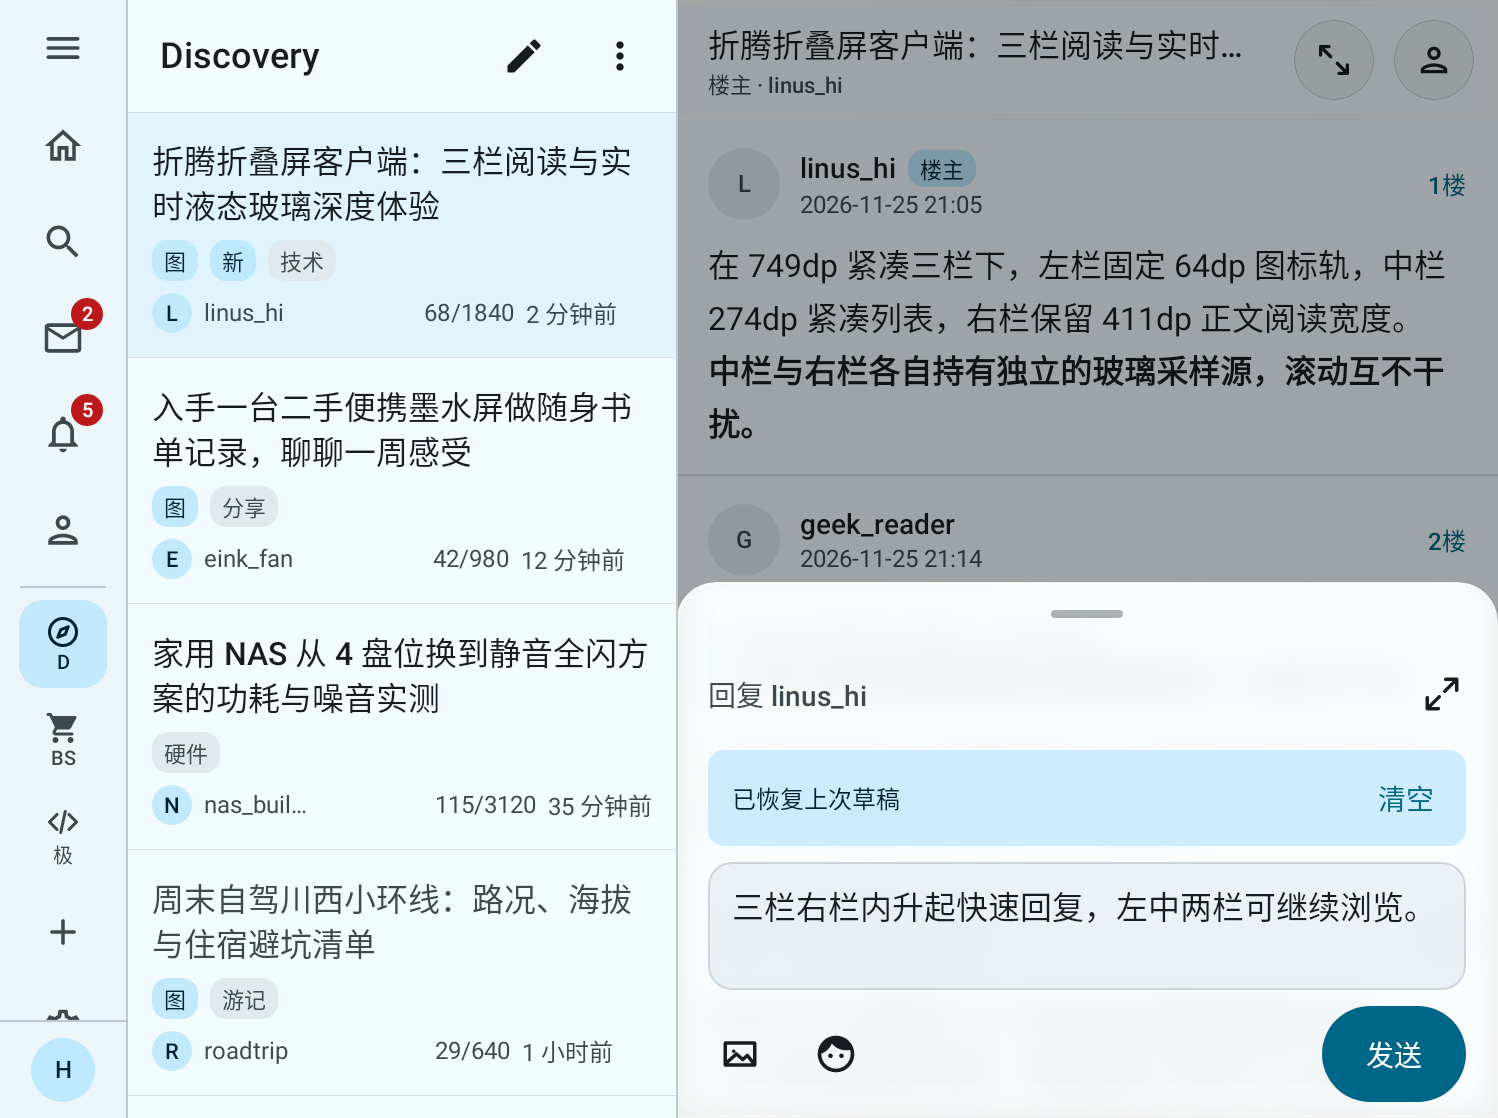 2
5
D
BS
极
H
Discovery
折腾折叠屏客户端：三栏阅读与实
时液态玻璃深度体验
图 新 技术
L linus_hi 68/1840 2 分钟前
入手一台二手便携墨水屏做随身书
单记录，聊聊一周感受
图 分享
E eink_fan 42/980 12 分钟前
家用 NAS 从 4 盘位换到静音全闪方
案的功耗与噪音实测
硬件
N nas_buil... 115/3120 35 分钟前
周末自驾川西小环线：路况、海拔
与住宿避坑清单
图 游记
R roadtrip 29/640 1 小时前
折腾折叠屏客户端：三栏阅读与实时...
楼主 · linus_hi
L linus_hi 楼主 1楼
2026-11-25 21:05
在 749dp 紧凑三栏下，左栏固定 64dp 图标轨，中栏
274dp 紧凑列表，右栏保留 411dp 正文阅读宽度。
中栏与右栏各自持有独立的玻璃采样源，滚动互不干
扰。
G geek_reader 2楼
2026-11-25 21:14
回复 linus_hi
已恢复上次草稿 清空
三栏右栏内升起快速回复，左中两栏可继续浏览。
发送